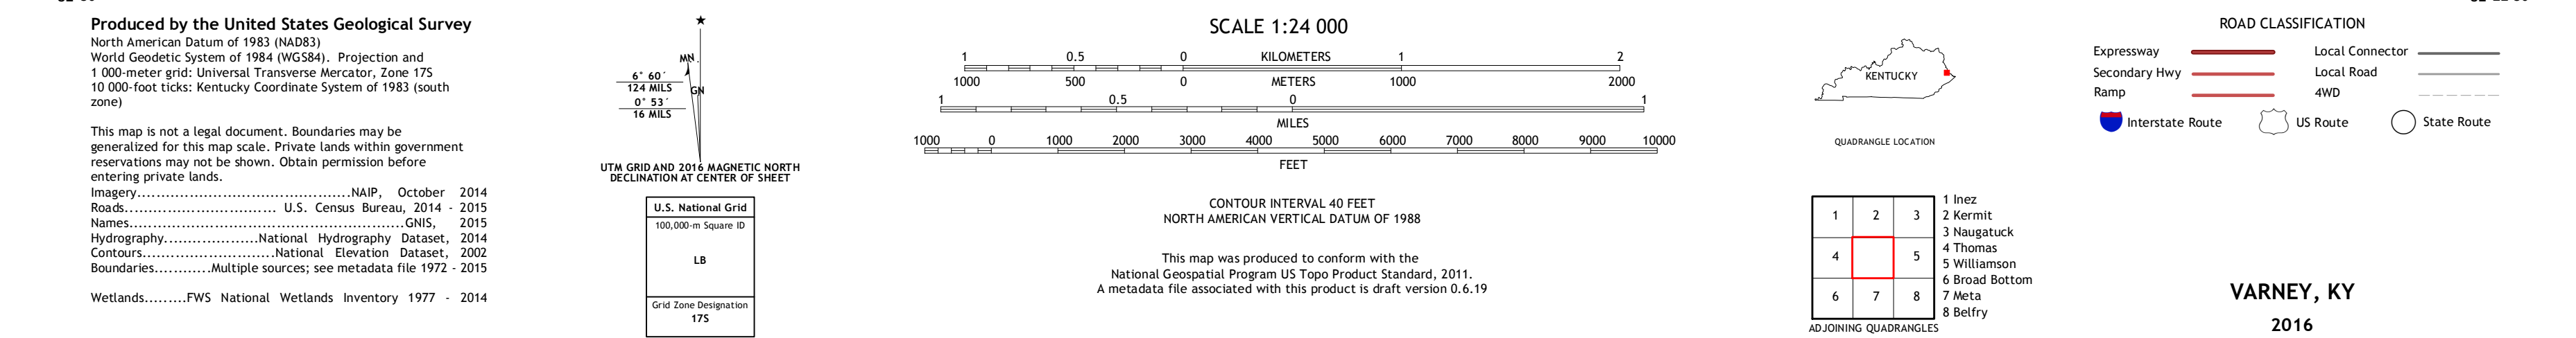 Produced by the United States Geological Survey
North American Datum of 1983 (NAD83)
World Geodetic System of 1984 (WGS84). Projection and
1 000-meter grid: Universal Transverse Mercator, Zone 17S
10 000-foot ticks: Kentucky Coordinate System of 1983 (south
zone)
This map is not a legal document. Boundaries may be
generalized for this map scale. Private lands within government
reservations may not be shown. Obtain permission before
entering private lands.
Imagery...........................................NAIP, October 2014
Roads.............................. U.S. Census Bureau, 2014 - 2015
Names.......................................................GNIS, 2015
Hydrography...................National Hydrography Dataset, 2014
Contours..........................National Elevation Dataset, 2002
Boundaries...........Multiple sources; see metadata file 1972 - 2015
Wetlands.........FWS National Wetlands Inventory 1977 - 2014
MN
6° 60´
124 MILS
GN
0° 53´
16 MILS
UTM GRID AND 2016 MAGNETIC NORTH
DECLINATION AT CENTER OF SHEET
U.S. National Grid
100,000-m Square ID
LB
Grid Zone Designation
17S
SCALE 1:24 000
1 0.5 0 KILOMETERS 1 2
1000 500 0 METERS 1000 2000
1 0.5 0 1
MILES
1000 0 1000 2000 3000 4000 5000 6000 7000 8000 9000 10000
FEET
CONTOUR INTERVAL 40 FEET
NORTH AMERICAN VERTICAL DATUM OF 1988
This map was produced to conform with the
National Geospatial Program US Topo Product Standard, 2011.
A metadata file associated with this product is draft version 0.6.19
KENTUCKY
QUADRANGLE LOCATION
1 2 3
4 5
6 7 8
1 Inez
2 Kermit
3 Naugatuck
4 Thomas
5 Williamson
6 Broad Bottom
7 Meta
8 Belfry
ADJOINING QUADRANGLES
ROAD CLASSIFICATION
Expressway Local Connector
Secondary Hwy Local Road
Ramp 4WD
Interstate Route US Route State Route
VARNEY, KY
2016